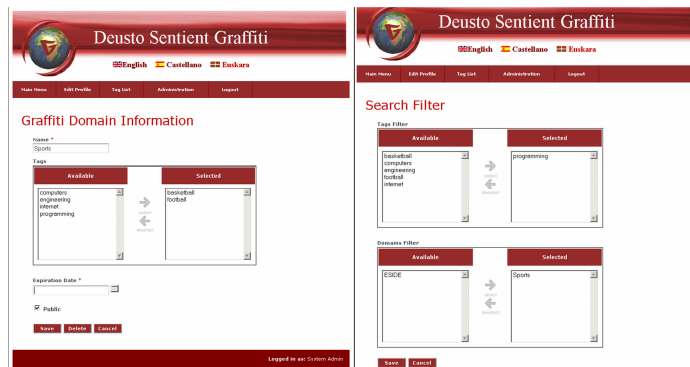 Deusto Sentient Graffiti
English Castellano Euskara
Main Menu Edit Profile Tag List Administration Logout
Graffiti Domain Information
Name *
Sports
Tags
Available Selected
computers
engineering
internet
programming
select
deselect
basketball
football
Expiration Date *
Public
Save Delete Cancel
Logged in as: System Admin
Deusto Sentient Graffiti
English Castellano Euskara
Main Menu Edit Profile Tag List Administration Logout
Search Filter
Tags Filter
Available Selected
basketball
computers
engineering
football
internet
select
deselect
programming
Domains Filter
Available Selected
ESIDE
select
deselect
Sports
Save Cancel